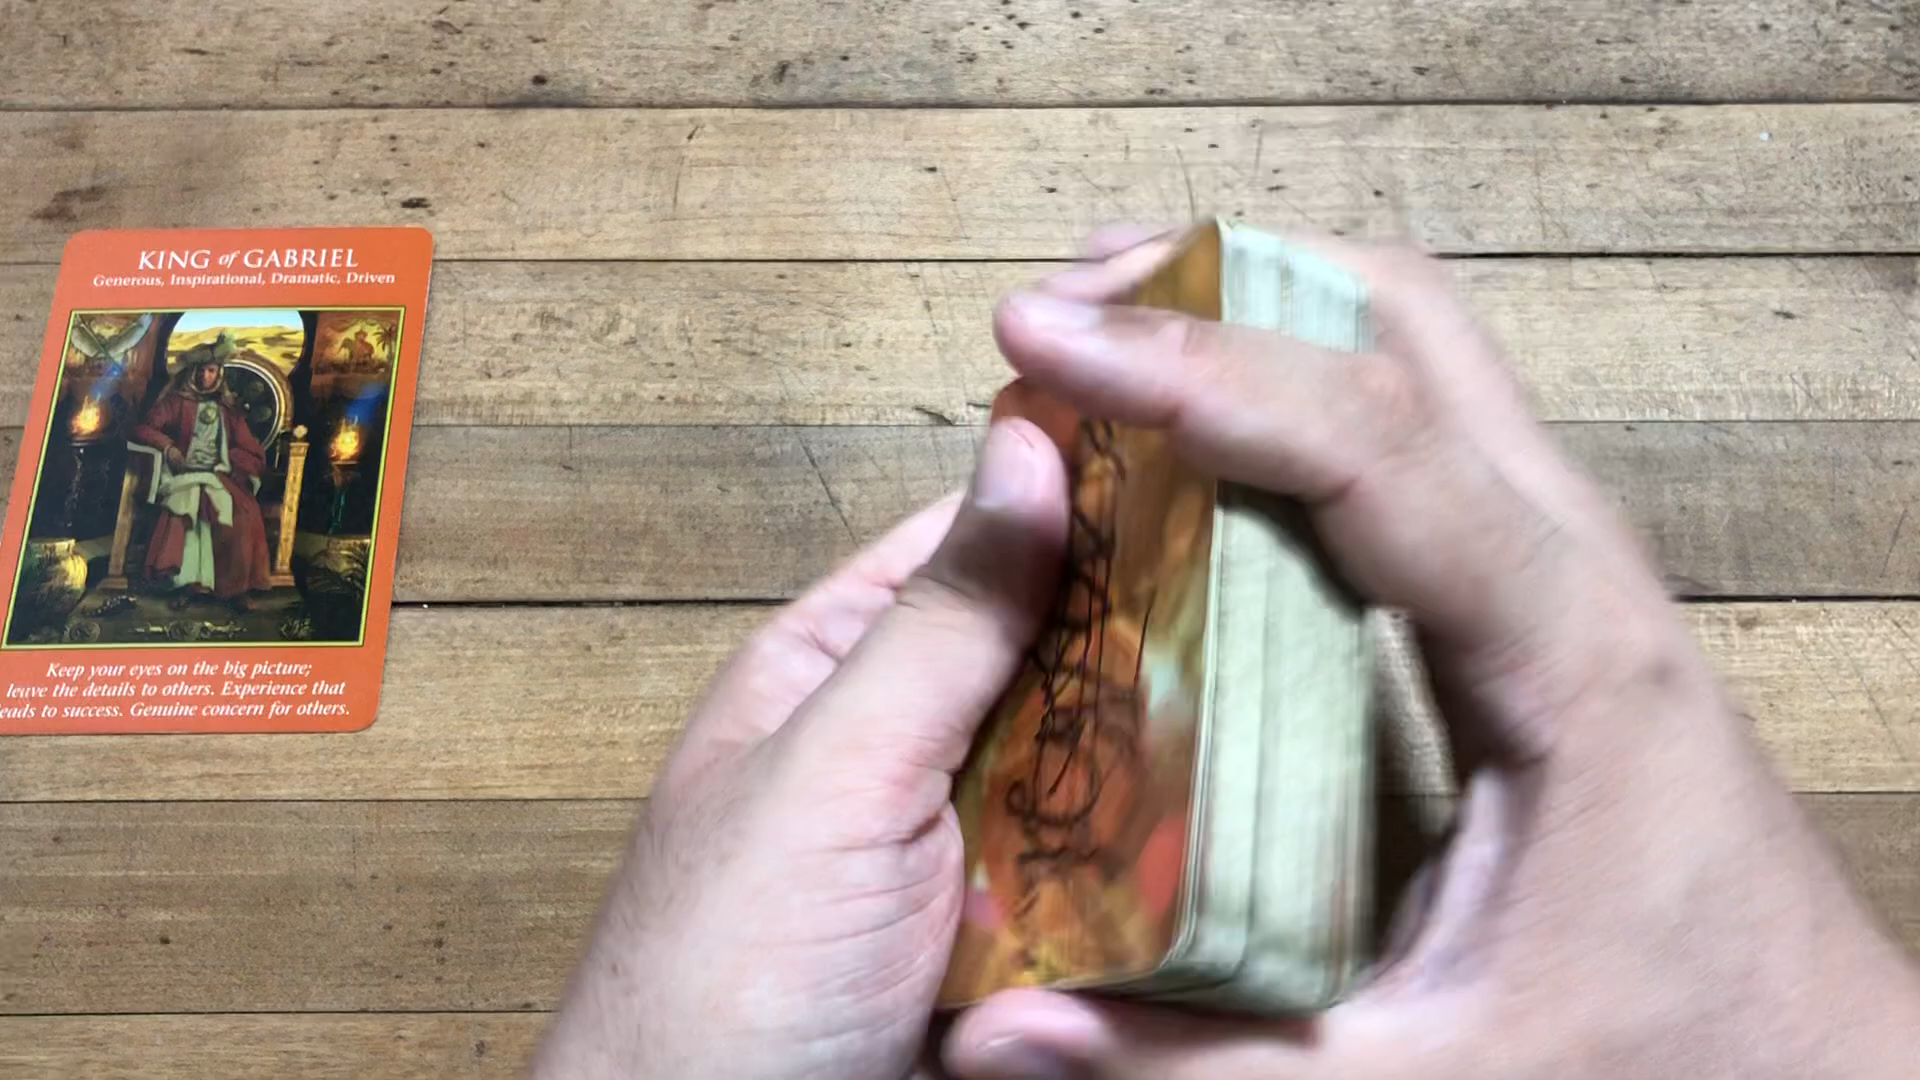 KING of GABRIEL
Generous, Inspirational, Dramatic, Driven
Keep your eyes on the big picture;
leave the details to others. Experience that
leads to success. Genuine concern for others.